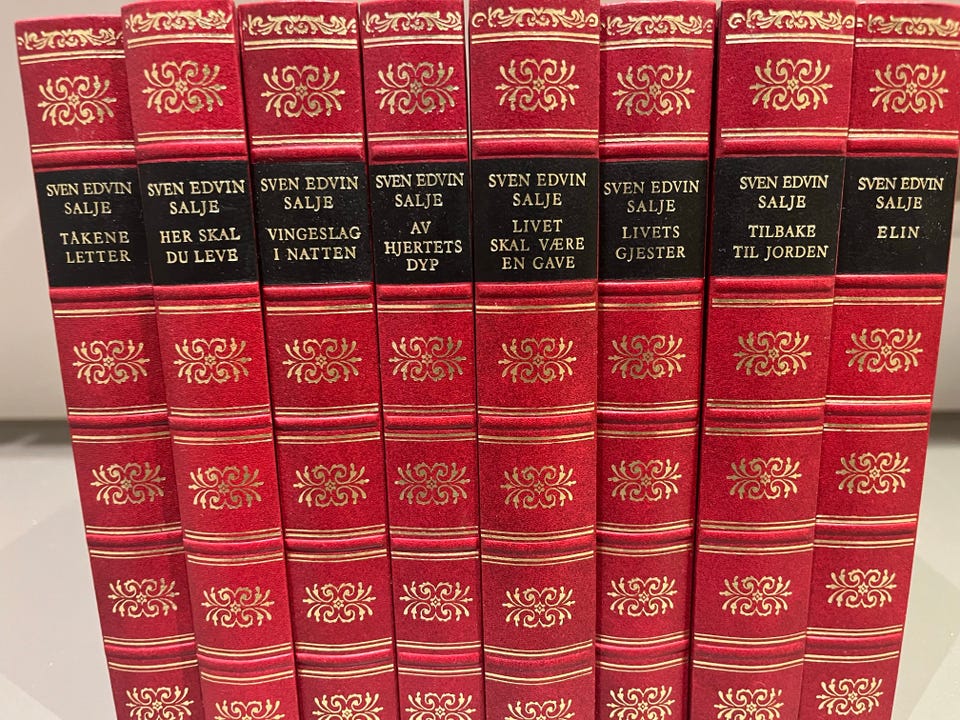 SVEN EDVIN
SALJE
TÅKENE
LETTER
SVEN EDVIN
SALJE
HER SKAL
DU LEVE
SVEN EDVIN
SALJE
VINGESLAG
I NATTEN
SVEN EDVIN
SALJE
AV
HJERTETS
DYP
SVEN EDVIN
SALJE
LIVET
SKAL VÆRE
EN GAVE
SVEN EDVIN
SALJE
LIVETS
GJESTER
SVEN EDVIN
SALJE
TILBAKE
TIL JORDEN
SVEN EDVIN
SALJE
ELIN